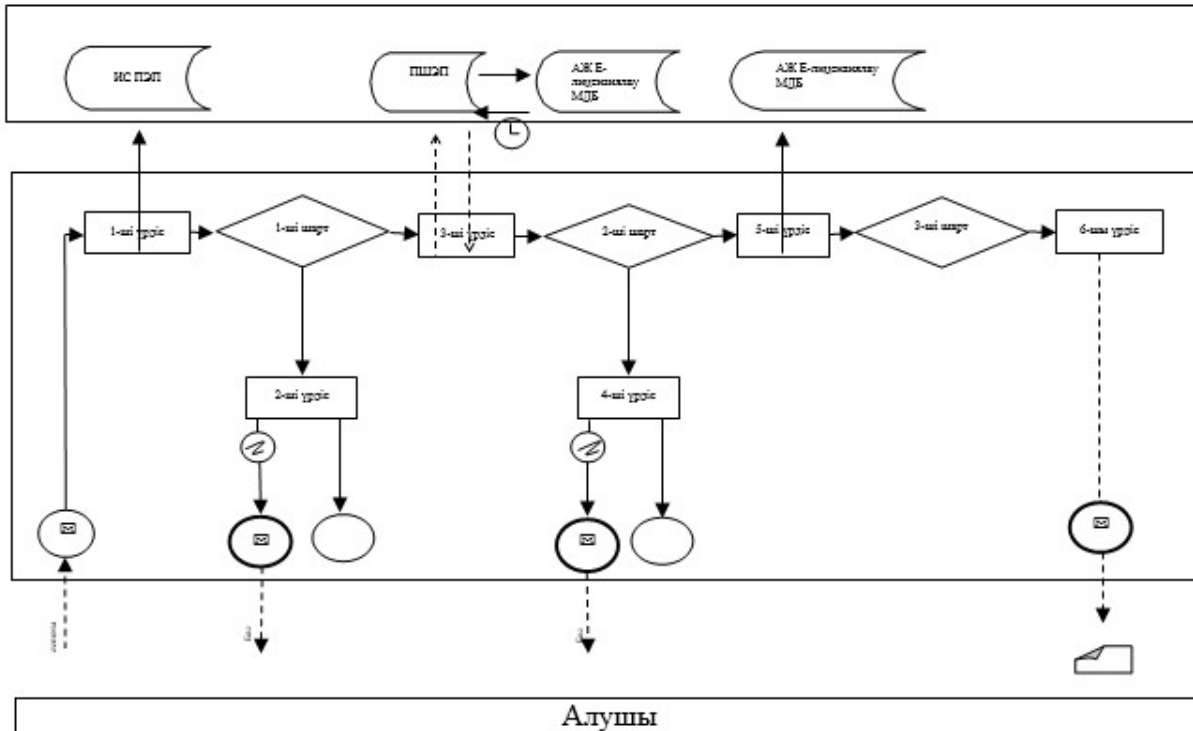 ИС ПЭП
ПШЭП
АЖ Е-
лицензиялау
МДБ
АЖ Е-лицензиялау
МДБ
1-ші үрдіс
1-ші шарт
3-ші үрдіс
2-ші шарт
5-ші үрдіс
3-ші шарт
6-шы үрдіс
2-ші үрдіс
4-ші үрдіс
Алушы